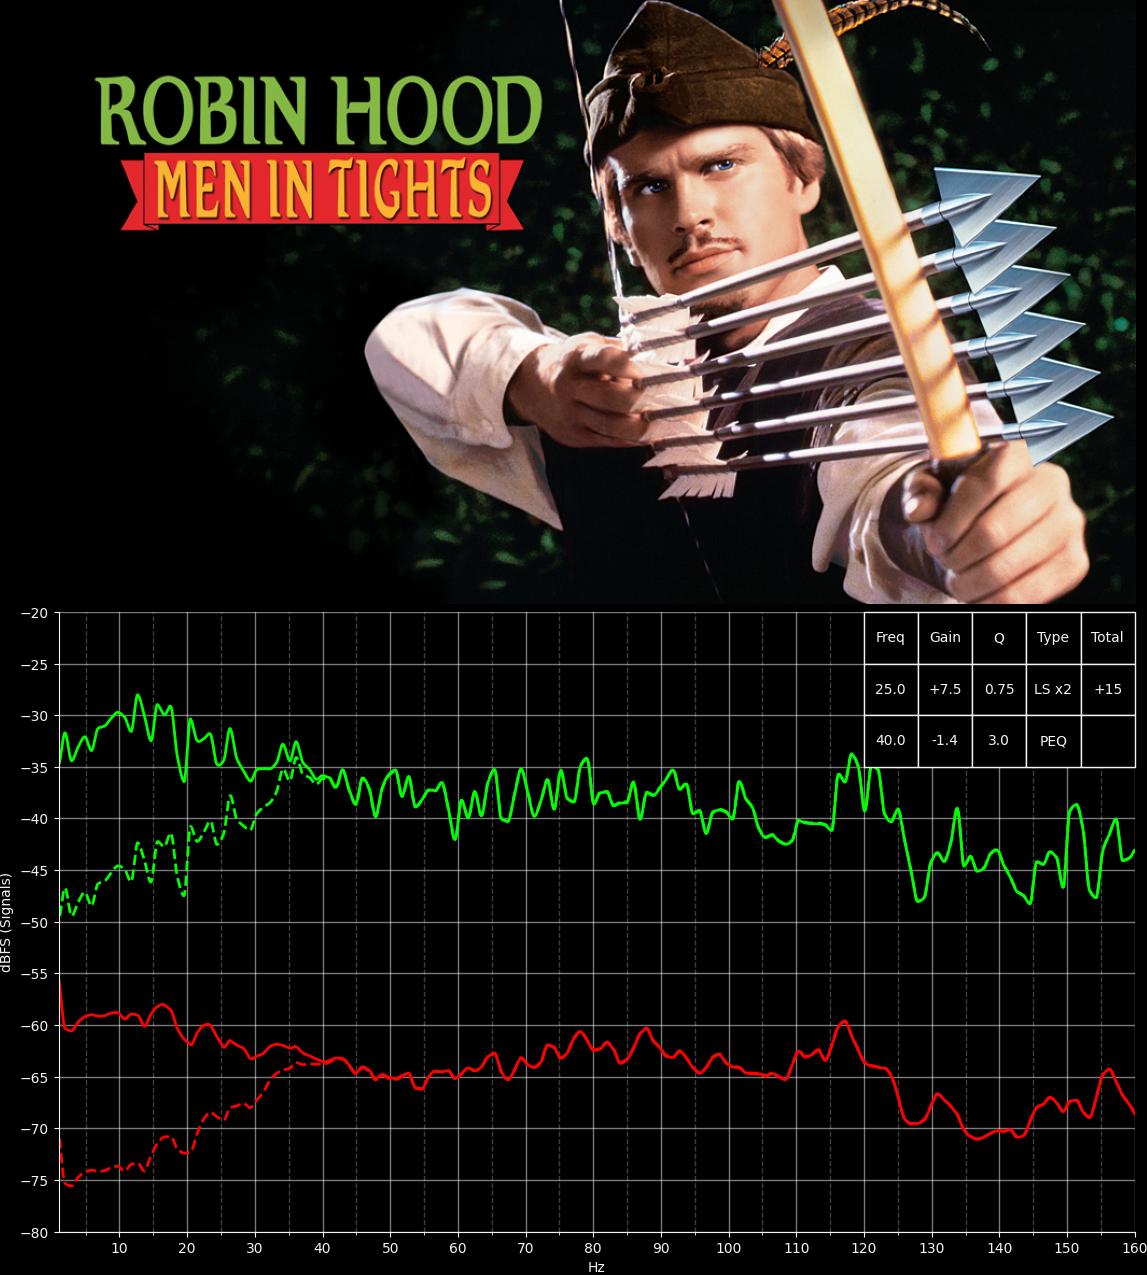 ROBIN HOOD
MEN IN TIGHTS
Freq Gain Q Type Total
25.0 +7.5 0.75 LS x2 +15
40.0 -1.4 3.0 PEQ
−20
−25
−30
−35
−40
−45
−50
−55
−60
−65
−70
−75
−80
dBFS (Signals)
10 20 30 40 50 60 70 80 90 100 110 120 130 140 150 160
Hz